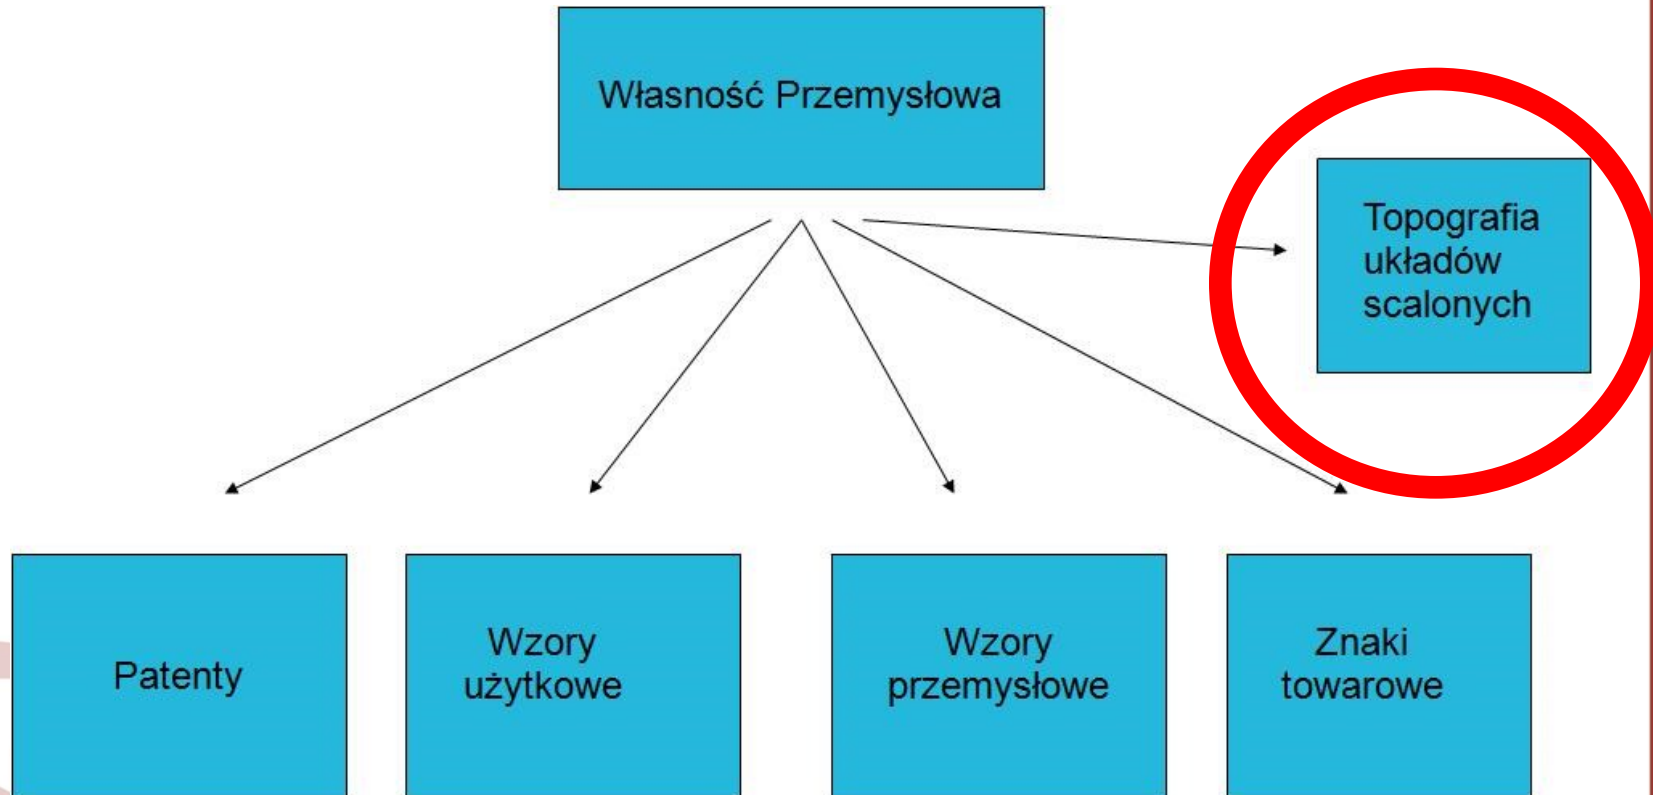 Własność Przemysłowa
Topografia
układów
scalonych
Patenty
Wzory
użytkowe
Wzory
przemysłowe
Znaki
towarowe